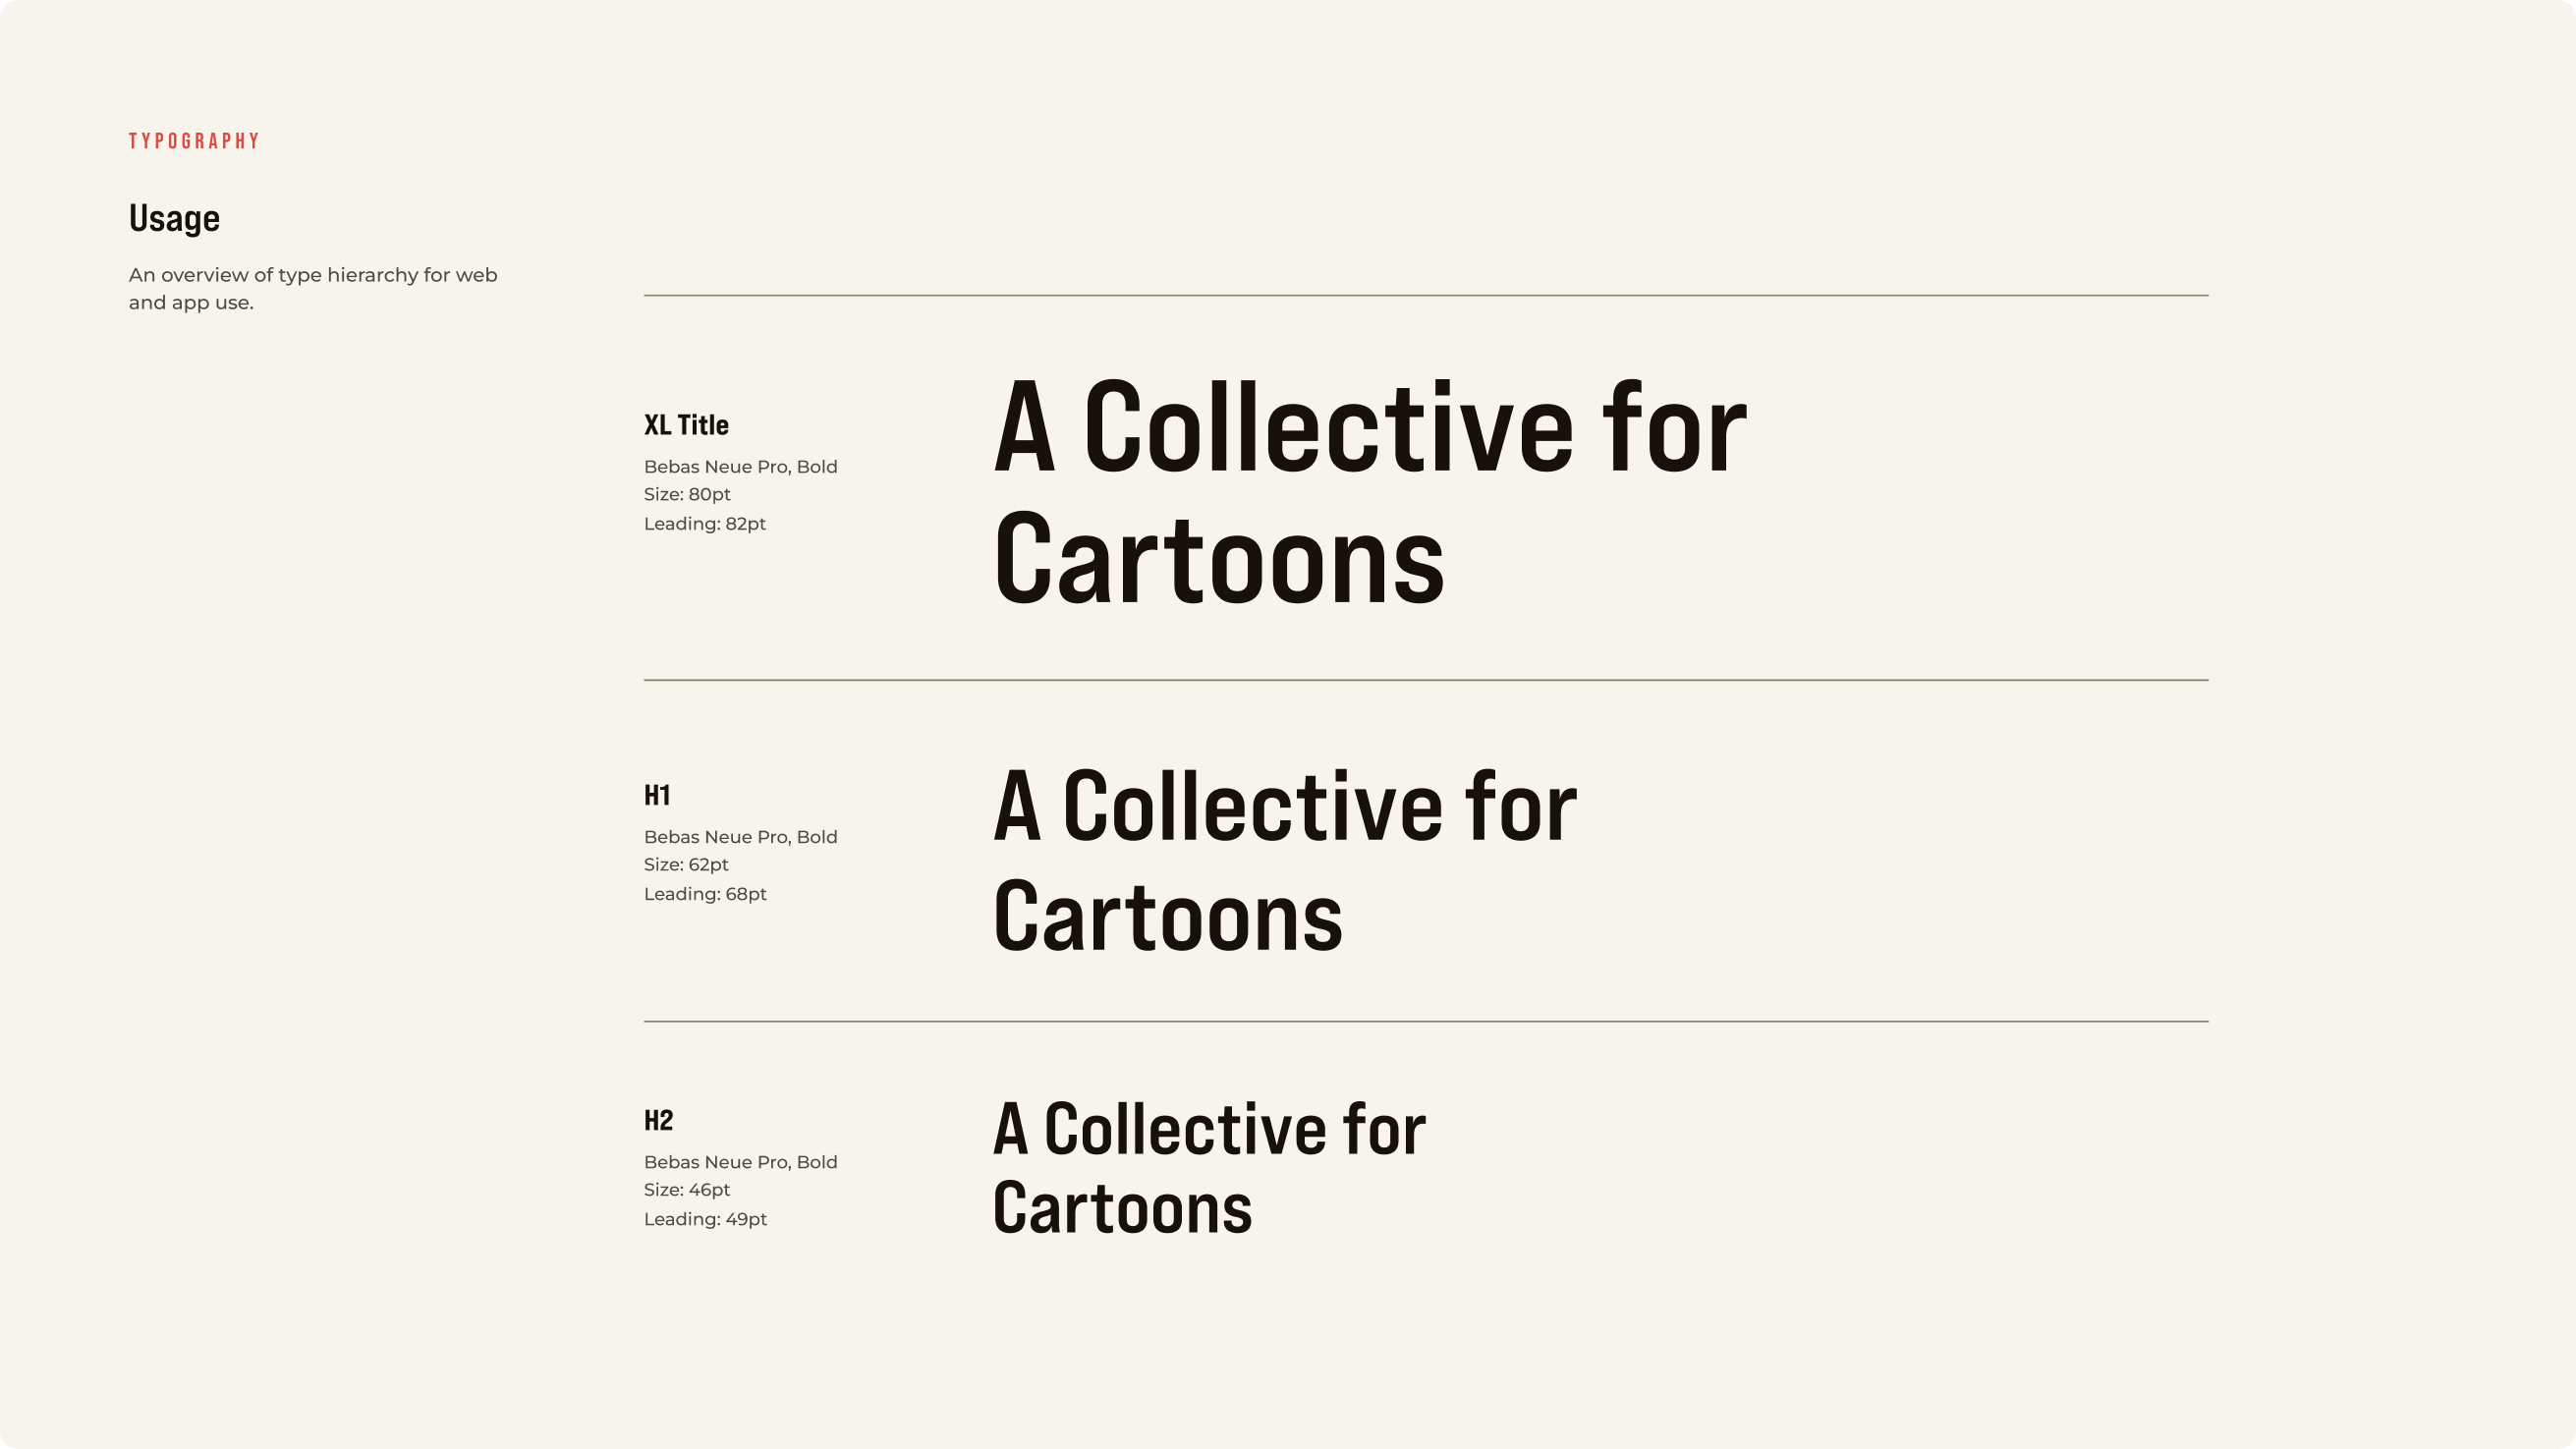 TYPOGRAPHY
Usage
An overview of type hierarchy for web
and app use.
XL Title
Bebas Neue Pro, Bold
Size: 80pt
Leading: 82pt
A Collective for
Cartoons
H1
Bebas Neue Pro, Bold
Size: 62pt
Leading: 68pt
A Collective for
Cartoons
H2
Bebas Neue Pro, Bold
Size: 46pt
Leading: 49pt
A Collective for
Cartoons